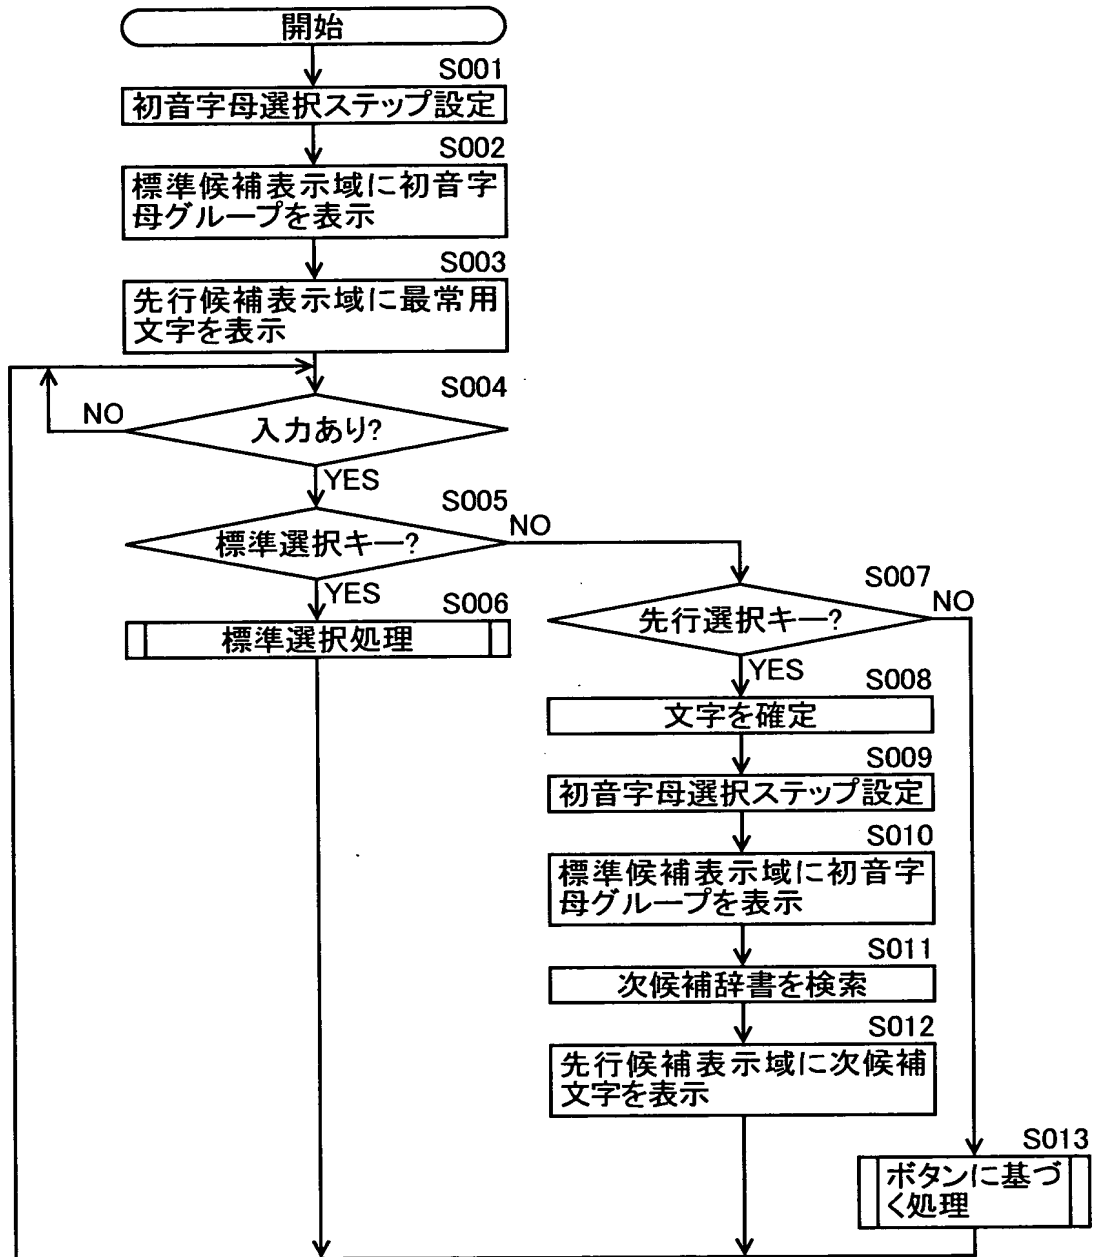 開始
S001
初音字母選択ステップ設定
S002
標準候補表示域に初音字
母グループを表示
S003
先行候補表示域に最常用
文字を表示
S004
入力あり?
NO
YES
S005
標準選択キー?
NO
YES
S006
標準選択処理
S007
先行選択キー?
NO
YES
S008
文字を確定
S009
初音字母選択ステップ設定
S010
標準候補表示域に初音字
母グループを表示
S011
次候補辞書を検索
S012
先行候補表示域に次候補
文字を表示
S013
ボタンに基づ
く処理